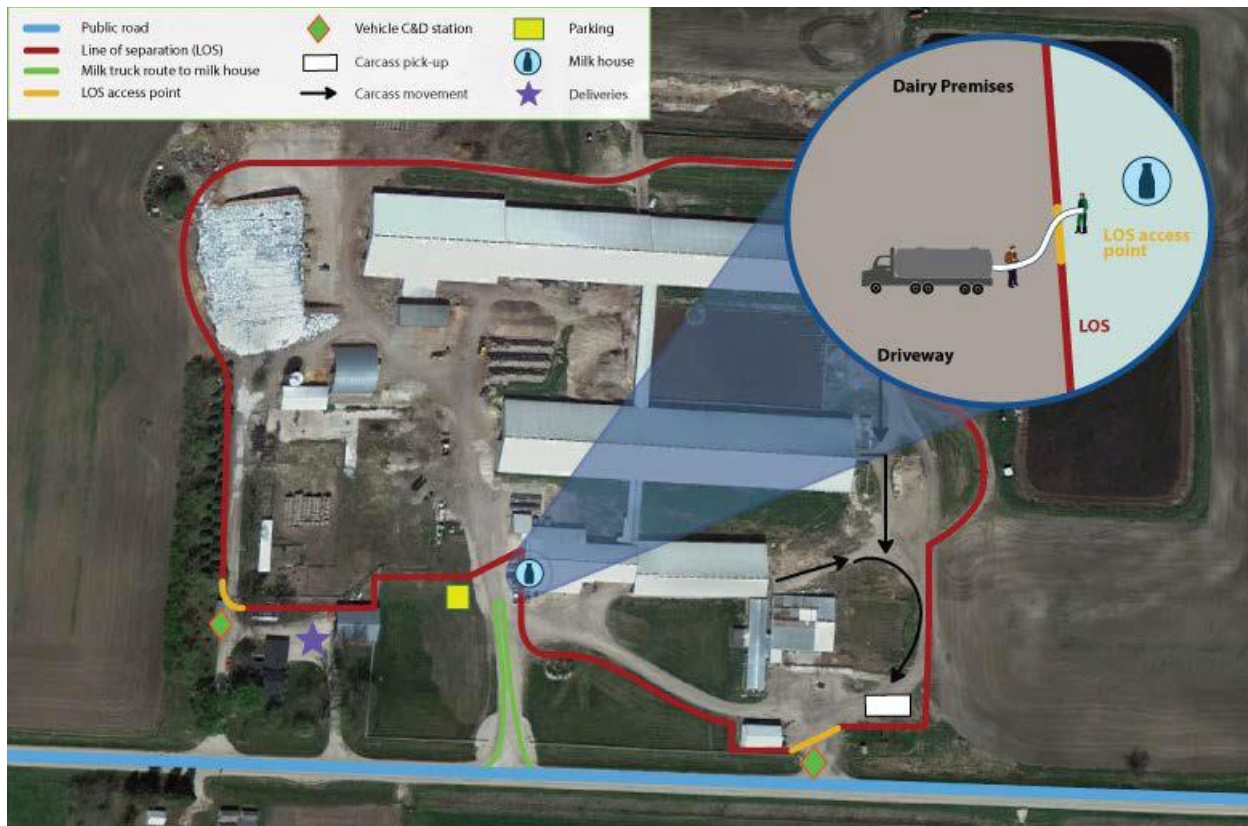 Public road
Line of separation (LOS)
Milk truck route to milk house
LOS access point
Vehicle C&D station
Carcass pick-up
Carcass movement
Parking
Milk house
Deliveries
Dairy Premises
LOS access
point
LOS
Driveway